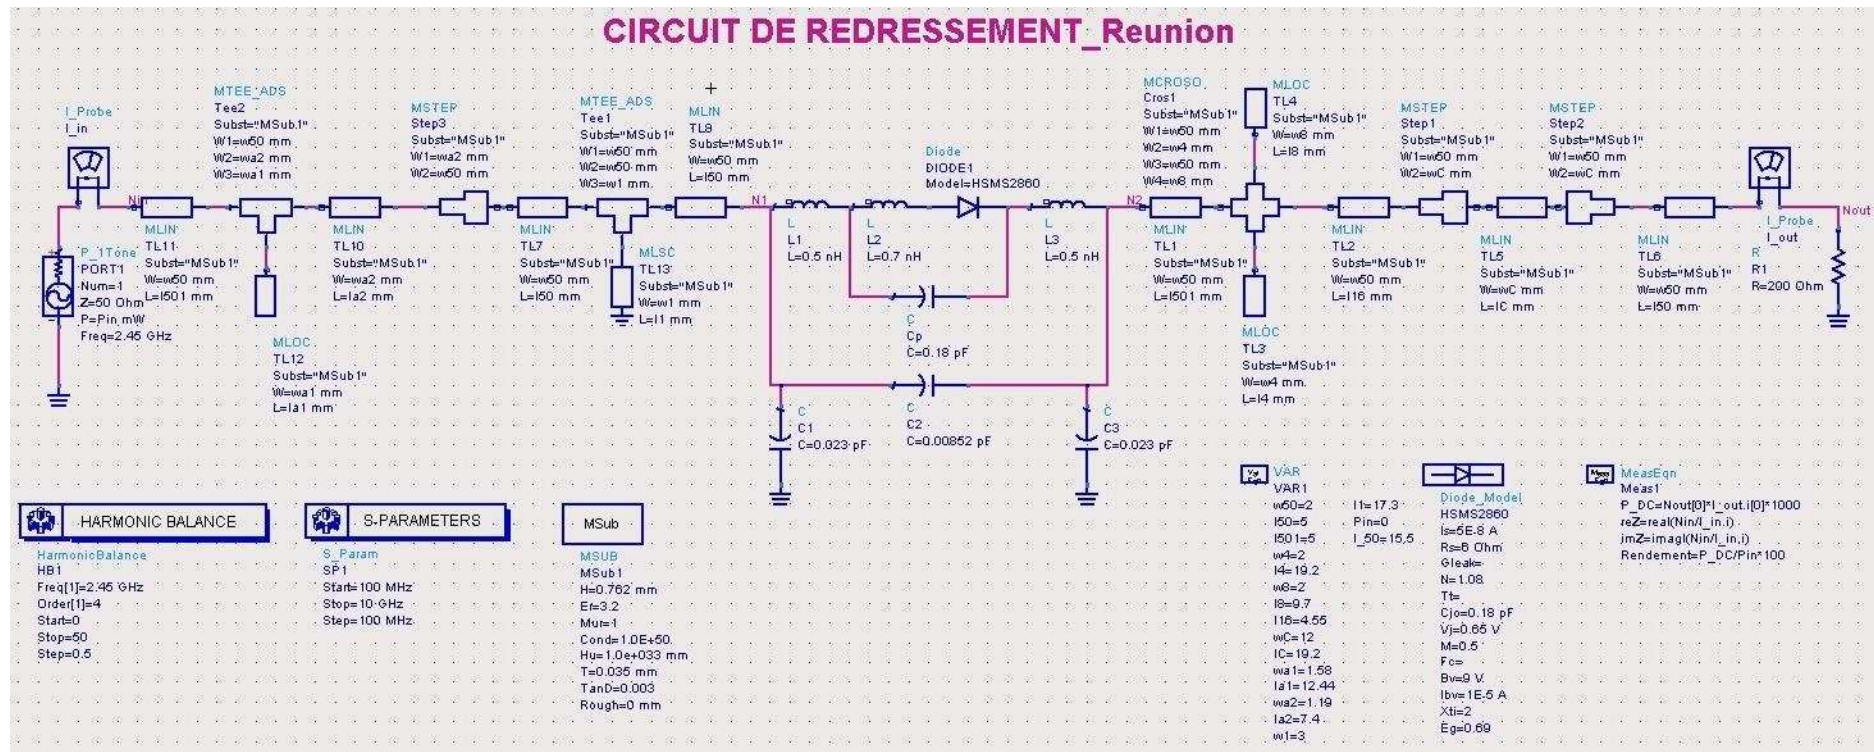 CIRCUIT DE REDRESSEMENT_Reunion
I_Probe
I_in
MTEE_ADS
Tee2
Subst="MSub1"
W1=w50 mm
W2=wa2 mm
W3=wa1 mm
MSTEP
Step3
Subst="MSub1"
W1=wa2 mm
W2=w50 mm
MTEE_ADS
Tee1
Subst="MSub1"
W1=w50 mm
W2=w50 mm
W3=w1 mm
MLIN
TL9
Subst="MSub1"
W=w50 mm
L=l50 mm
Diode
DIODE1
Model=HSMS2860
MCROSO
Cros1
Subst="MSub1"
W1=w50 mm
W2=w4 mm
W3=w50 mm
W4=w8 mm
MLOC
TL4
Subst="MSub1"
W=w8 mm
L=l8 mm
MSTEP
Step1
Subst="MSub1"
W1=w50 mm
W2=wC mm
MSTEP
Step2
Subst="MSub1"
W1=w50 mm
W2=wC mm
I_Probe
I_out
Nout
N1
N2
P_1Tone
PORT1
Num=1
Z=50 Ohm
P=Pin mW
Freq=2.45 GHz
MLIN
TL11
Subst="MSub1"
W=w50 mm
L=l501 mm
MLOC
TL12
Subst="MSub1"
W=wa1 mm
L=la1 mm
MLIN
TL10
Subst="MSub1"
W=wa2 mm
L=la2 mm
MLIN
TL7
Subst="MSub1"
W=w50 mm
L=l50 mm
MLSC
TL13
Subst="MSub1"
W=w1 mm
L=l1 mm
L
L1
L=0.5 nH
L
L2
L=0.7 nH
L
L3
L=0.5 nH
C
Cp
C=0.18 pF
C
C2
C=0.00852 pF
C
C1
C=0.023 pF
C
C3
C=0.023 pF
MLIN
TL1
Subst="MSub1"
W=w50 mm
L=l501 mm
MLOC
TL3
Subst="MSub1"
W=w4 mm
L=l4 mm
MLIN
TL2
Subst="MSub1"
W=w50 mm
L=l16 mm
MLIN
TL5
Subst="MSub1"
W=wC mm
L=lC mm
MLIN
TL6
Subst="MSub1"
W=w50 mm
L=l50 mm
R
R1
R=200 Ohm
HARMONIC BALANCE
HarmonicBalance
HB1
Freq[1]=2.45 GHz
Order[1]=4
Start=0
Stop=50
Step=0.5
S-PARAMETERS
S_Param
SP1
Start=100 MHz
Stop=10 GHz
Step=100 MHz
MSub
MSUB
MSub1
H=0.762 mm
Er=3.2
Mur=1
Cond=1.0E+50
Hu=1.0e+033 mm
T=0.035 mm
TanD=0.003
Rough=0 mm
VAR
VAR1
w50=2
l50=5
l501=5
w4=2
l4=19.2
w8=2
l8=9.7
l16=4.55
wC=12
lC=19.2
wa1=1.58
la1=12.44
wa2=1.19
la2=7.4
w1=3
l1=17.3
Pin=0
l_50=15.5
Diode_Model
HSMS2860
Is=5E-8 A
Rs=6 Ohm
Gleak=
N=1.08
Tt=
Cjo=0.18 pF
Vj=0.65 V
M=0.5
Fc=
Bv=9 V
Ibv=1E-5 A
Xti=2
Eg=0.69
MeasEqn
Meas1
P_DC=Nout[0]*I_out.i[0]*1000
reZ=real(Nin/I_in.i)
imZ=imag(Nin/I_in.i)
Rendement=P_DC/Pin*100